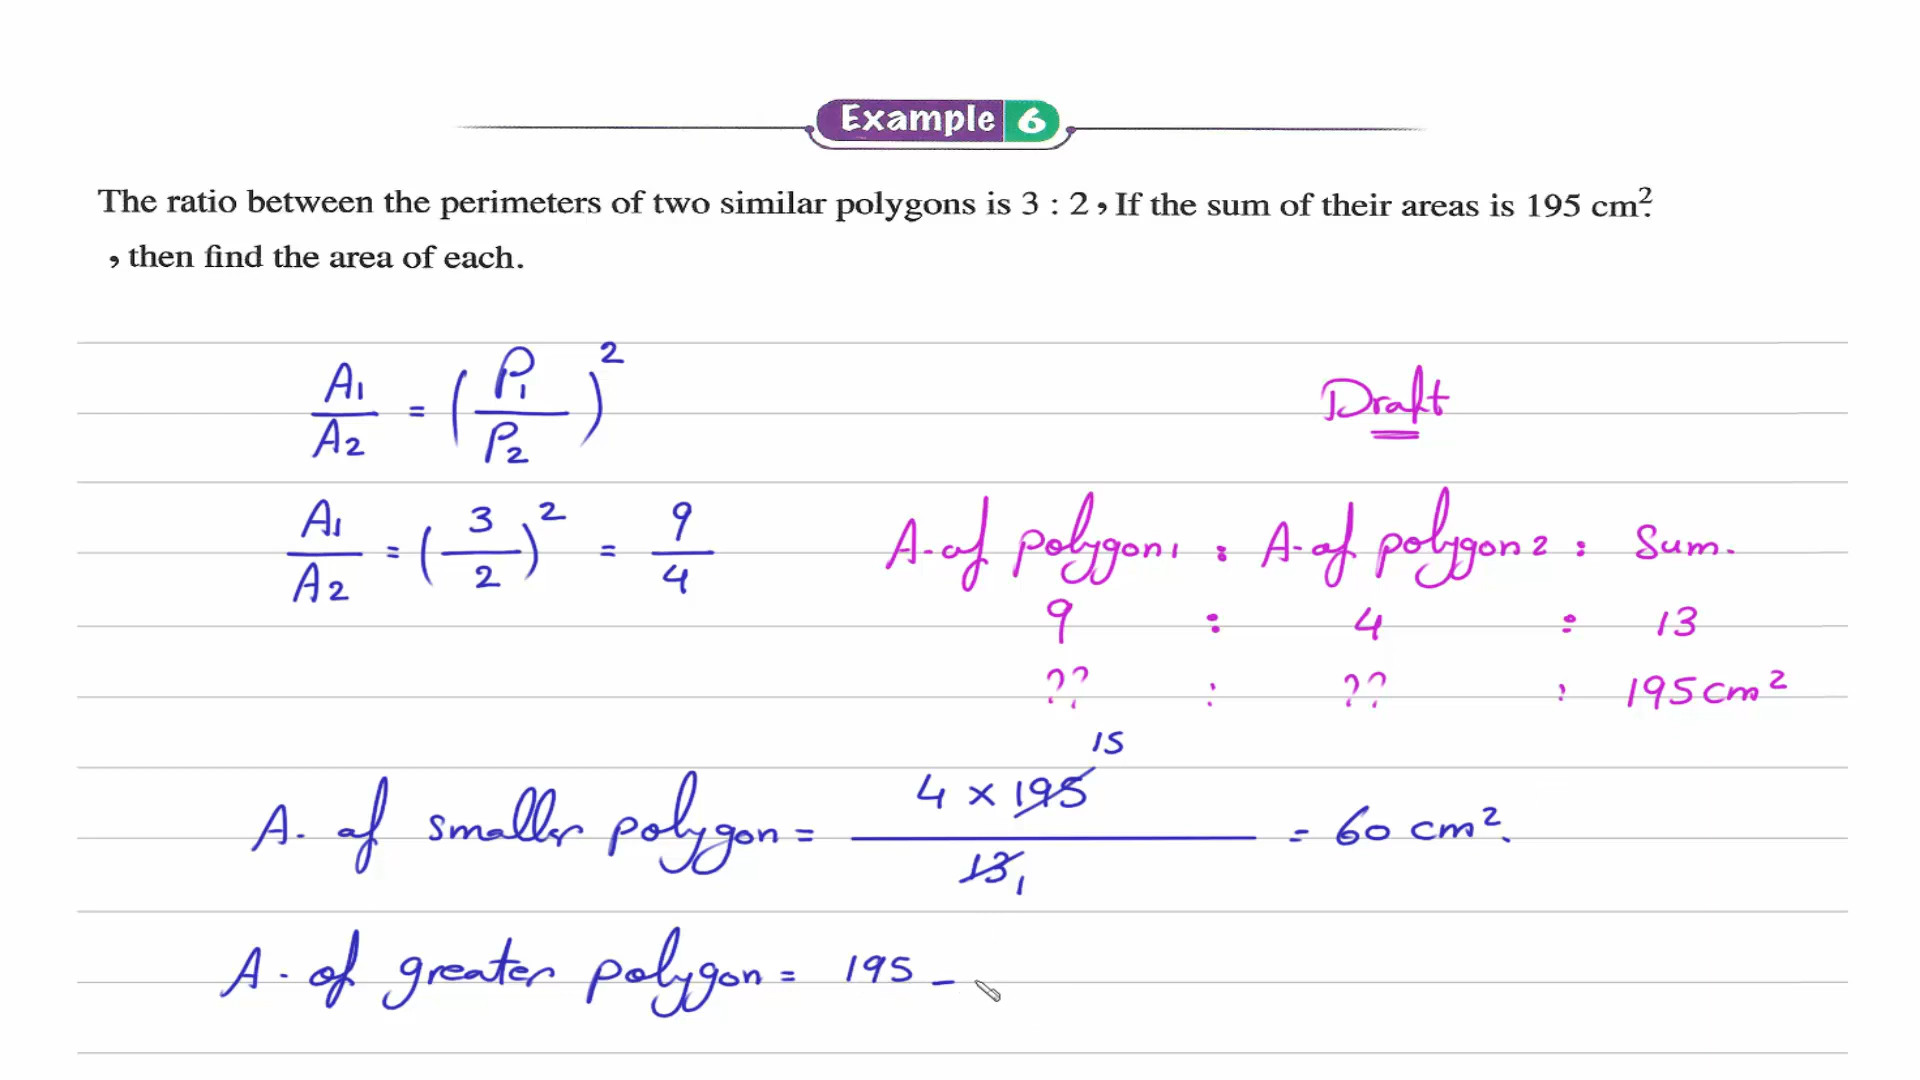 Example 6
The ratio between the perimeters of two similar polygons is 3 : 2 , If the sum of their areas is 195 cm².
, then find the area of each.
A1/A2 = (P1/P2)²
Draft
A1/A2 = (3/2)² = 9/4
A. of polygon1 : A. of polygon2 : Sum.
9 : 4 : 13
?? : ?? : 195 cm²
15
A. of smaller polygon = 4 × 195 / 13 1 = 60 cm².
A. of greater polygon = 195 –